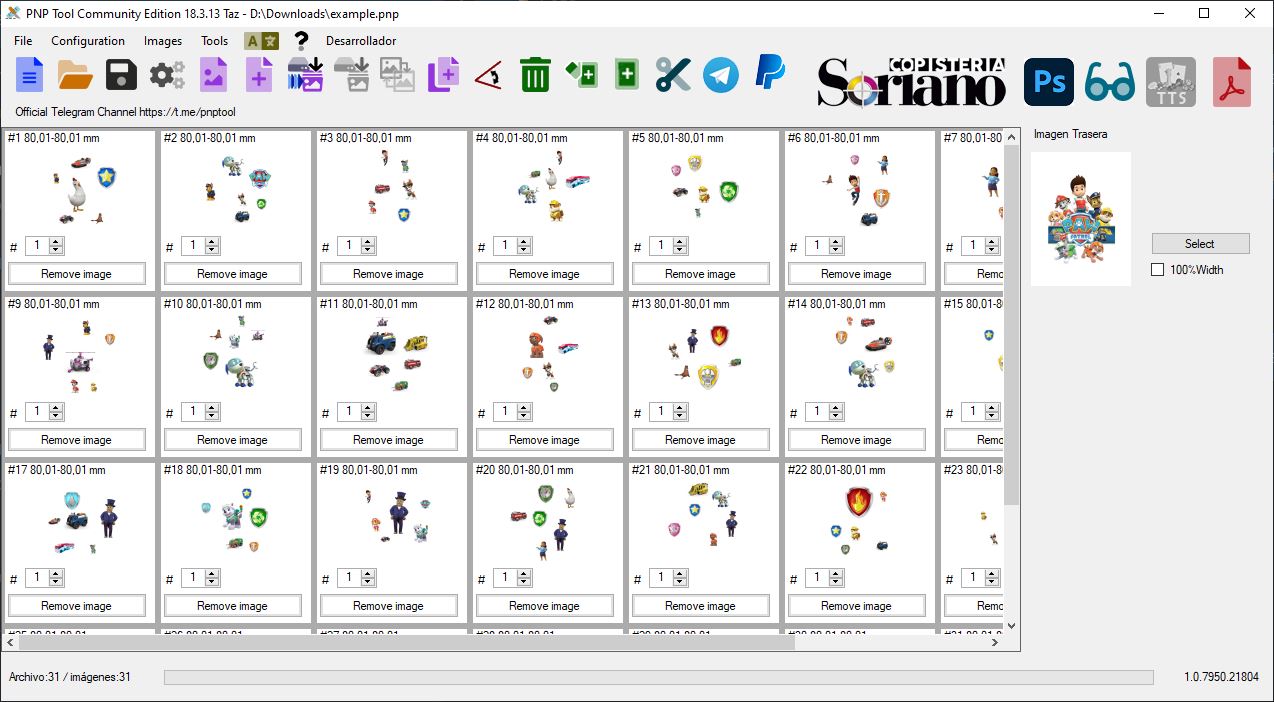 PNP Tool Community Edition 18.3.13 Taz - D:\Downloads\example.pnp
File Configuration Images Tools A ? Desarrollador
COPISTERIA
Soriano
Ps
TTS
Official Telegram Channel https://t.me/pnptool
Imagen Trasera
#1 80,01-80,01 mm #2 80,01-80,01 mm #3 80,01-80,01 mm #4 80,01-80,01 mm #5 80,01-80,01 mm #6 80,01-80,01 mm #7 80,01-80,0
# 1 # 1 # 1 # 1 # 1 # 1 # 1
Select
100%Width
Remove image Remove image Remove image Remove image Remove image Remove image Remo
#9 80,01-80,01 mm #10 80,01-80,01 mm #11 80,01-80,01 mm #12 80,01-80,01 mm #13 80,01-80,01 mm #14 80,01-80,01 mm #15 80,01-80
# 1 # 1 # 1 # 1 # 1 # 1 # 1
Remove image Remove image Remove image Remove image Remove image Remove image Remo
#17 80,01-80,01 mm #18 80,01-80,01 mm #19 80,01-80,01 mm #20 80,01-80,01 mm #21 80,01-80,01 mm #22 80,01-80,01 mm #23 80,01-80
# 1 # 1 # 1 # 1 # 1 # 1 # 1
Remove image Remove image Remove image Remove image Remove image Remove image Remo
Archivo:31 / imágenes:31
1.0.7950.21804